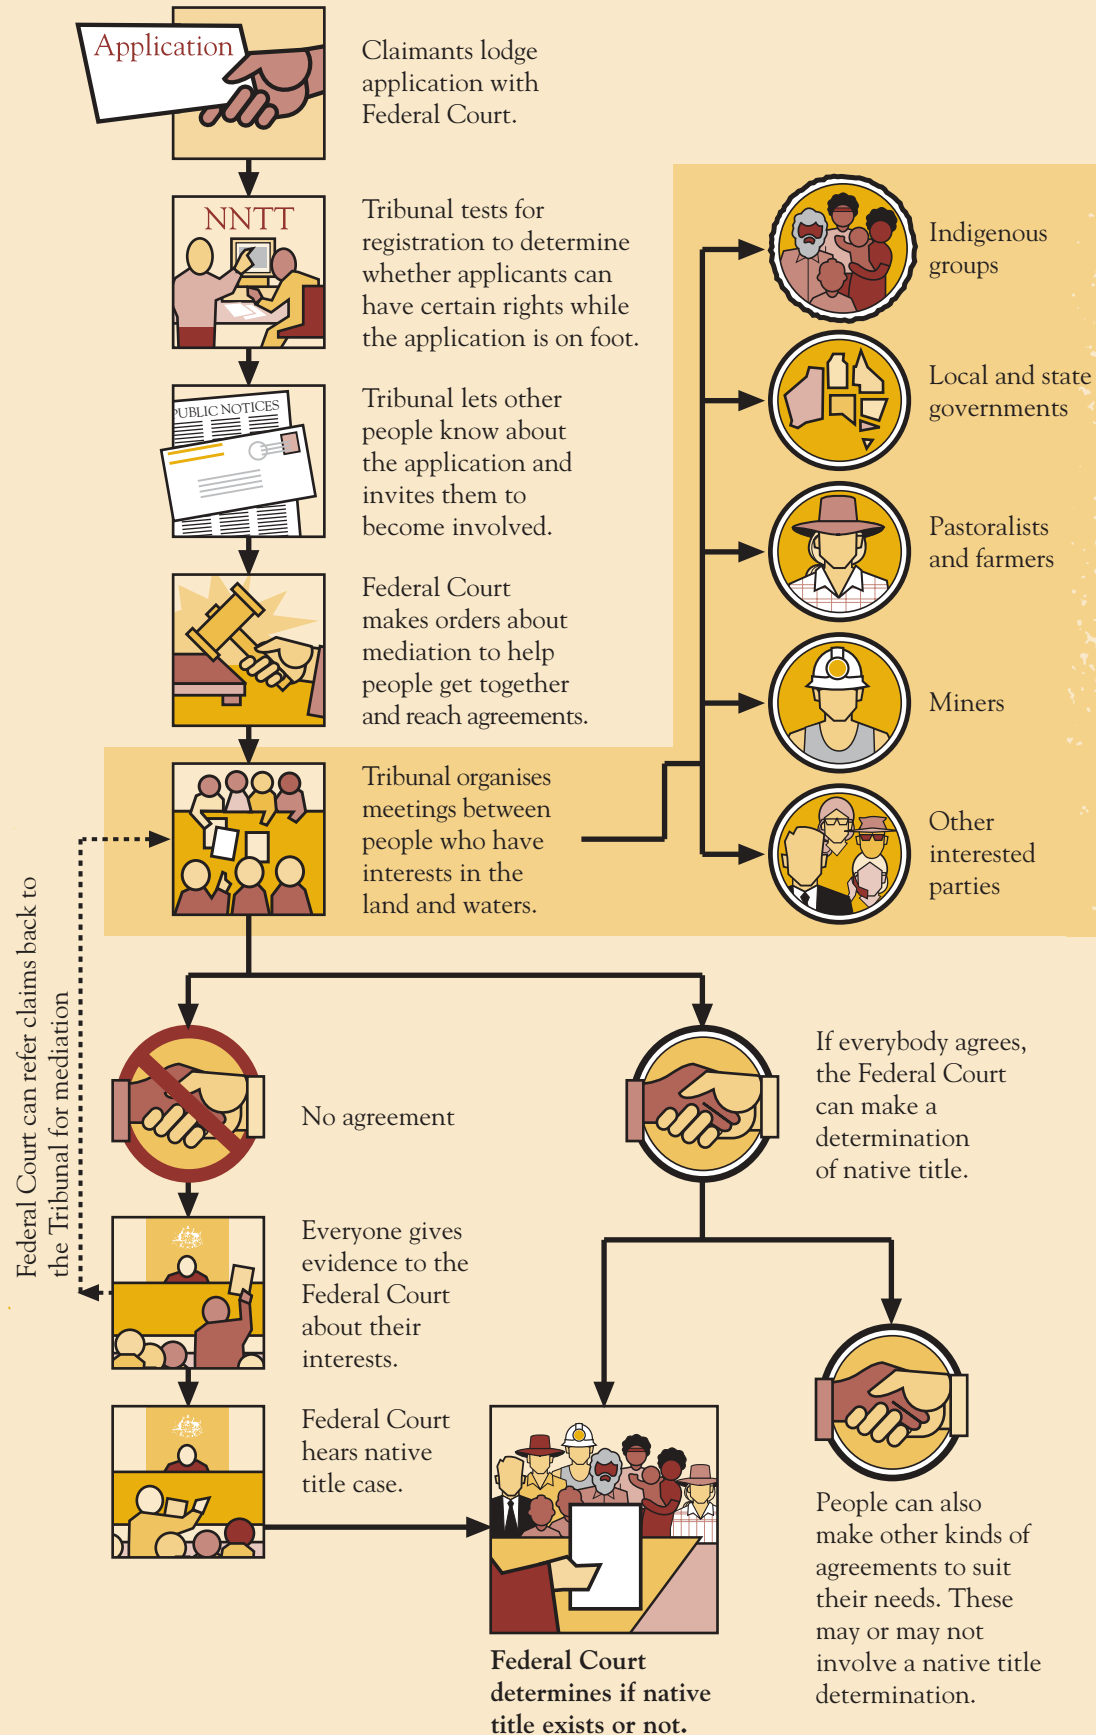 Application
Claimants lodge
application with
Federal Court.
NNTT
Tribunal tests for
registration to determine
whether applicants can
have certain rights while
the application is on foot.
PUBLIC NOTICES
Tribunal lets other
people know about
the application and
invites them to
become involved.
Federal Court
makes orders about
mediation to help
people get together
and reach agreements.
Tribunal organises
meetings between
people who have
interests in the
land and waters.
Indigenous
groups
Local and state
governments
Pastoralists
and farmers
Miners
Other
interested
parties
Federal Court can refer claims back to
the Tribunal for mediation
No agreement
If everybody agrees,
the Federal Court
can make a
determination
of native title.
Everyone gives
evidence to the
Federal Court
about their
interests.
Federal Court
hears native
title case.
Federal Court
determines if native
title exists or not.
People can also
make other kinds of
agreements to suit
their needs. These
may or may not
involve a native title
determination.